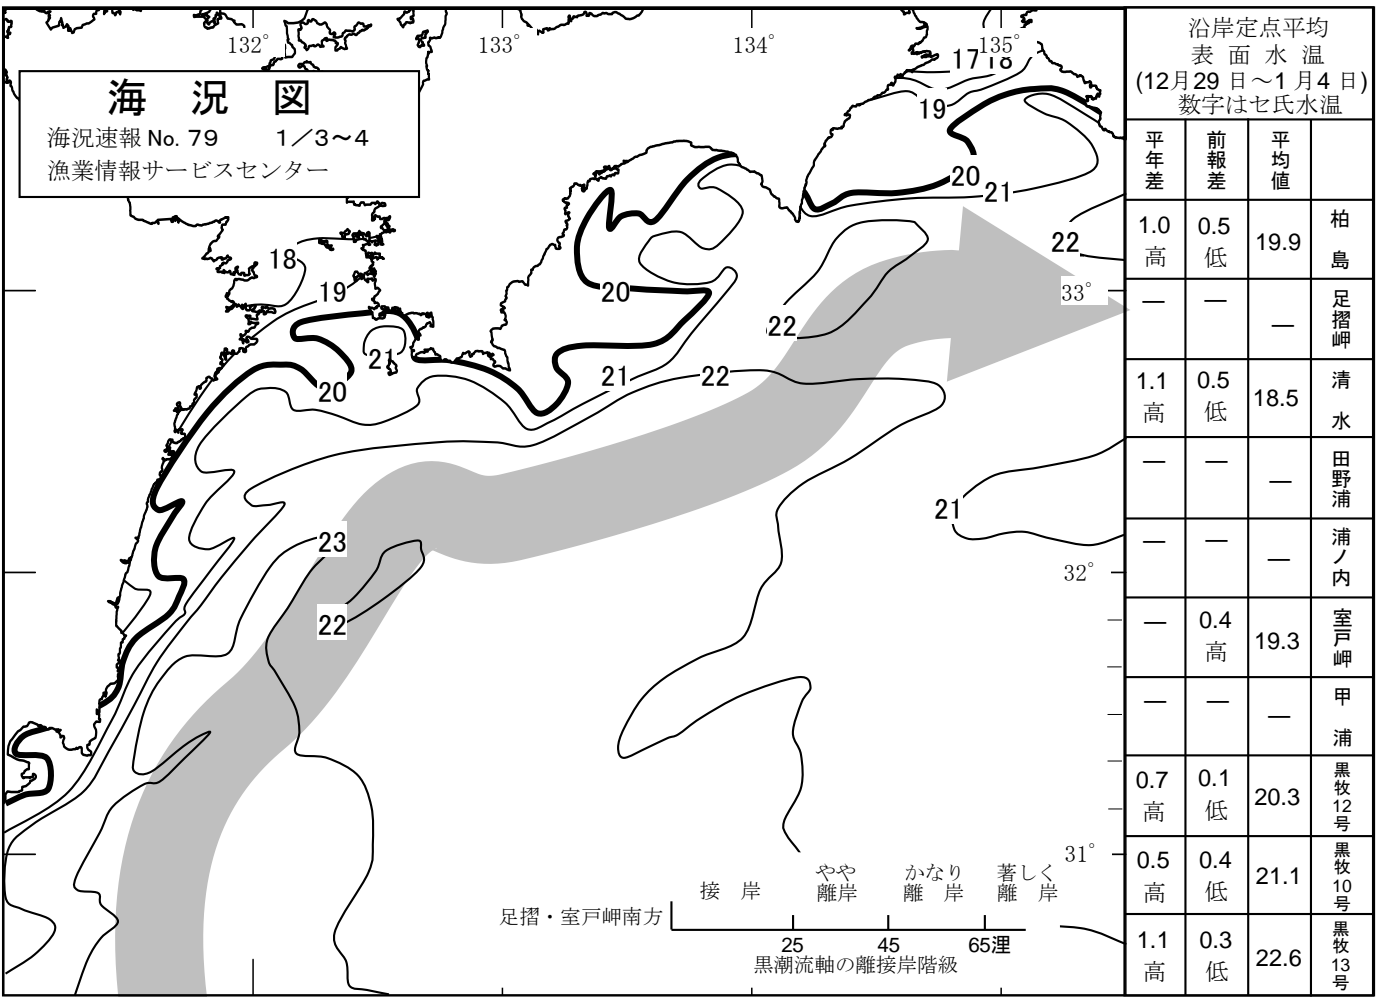 海 況 図
海況速報 No. 79 1/3~4
漁業情報サービスセンター
132°
133°
134°
135°
17
18
19
20
21
22
18
19
20
21
20
33°
22
21
22
20
21
23
22
32°
31°
接 岸
やや
離岸
かなり
離 岸
著しく
離 岸
足摺・室戸岬南方
25 45 65浬
黒潮流軸の離接岸階級
沿岸定点平均
表 面 水 温
(12月29 日～1 月4 日)
数字はセ氏水温
平年差 前報差 平均値
1.0高 0.5低 19.9 柏島
― ― ― 足摺岬
1.1高 0.5低 18.5 清水
― ― ― 田野浦
― ― ― 浦ノ内
― 0.4高 19.3 室戸岬
― ― ― 甲浦
0.7高 0.1低 20.3 黒牧12号
0.5高 0.4低 21.1 黒牧10号
1.1高 0.3低 22.6 黒牧13号